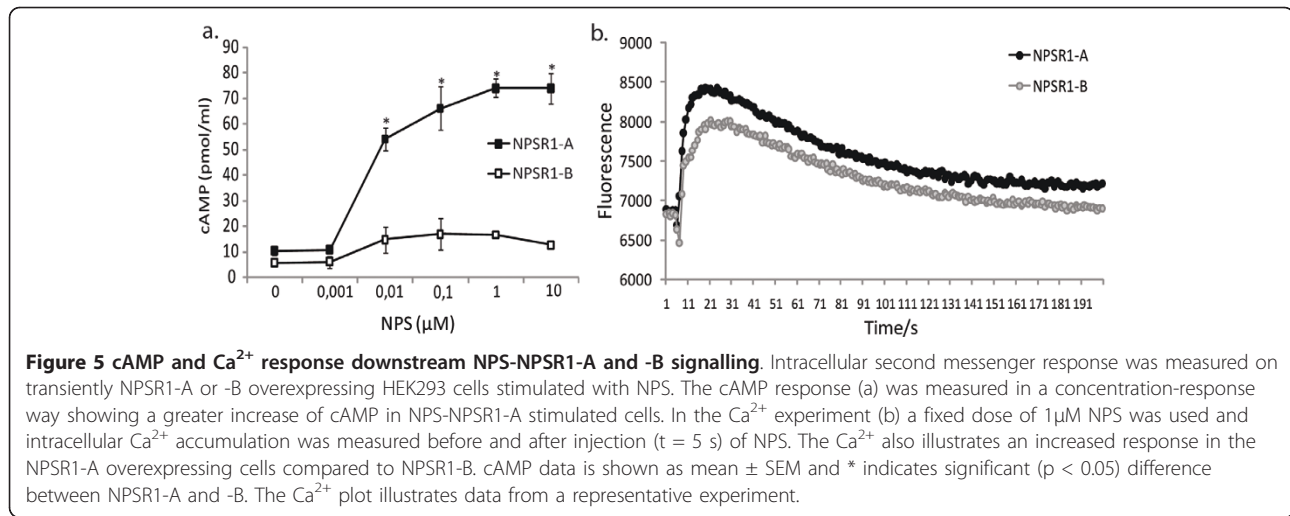 a.
90
80
70
60
50
40
30
20
10
0
cAMP (pmol/ml)
* * * * *
NPSR1-A
NPSR1-B
0 0,001 0,01 0,1 1 10
NPS (µM)
b.
9000
8500
8000
7500
7000
6500
6000
Fluorescence
NPSR1-A
NPSR1-B
1 11 21 31 41 51 61 71 81 91 101 111 121 131 141 151 161 171 181 191
Time/s
Figure 5 cAMP and Ca²⁺ response downstream NPS-NPSR1-A and -B signalling. Intracellular second messenger response was measured on
transiently NPSR1-A or -B overexpressing HEK293 cells stimulated with NPS. The cAMP response (a) was measured in a concentration-response
way showing a greater increase of cAMP in NPS-NPSR1-A stimulated cells. In the Ca²⁺ experiment (b) a fixed dose of 1µM NPS was used and
intracellular Ca²⁺ accumulation was measured before and after injection (t = 5 s) of NPS. The Ca²⁺ also illustrates an increased response in the
NPSR1-A overexpressing cells compared to NPSR1-B. cAMP data is shown as mean ± SEM and * indicates significant (p < 0.05) difference
between NPSR1-A and -B. The Ca²⁺ plot illustrates data from a representative experiment.